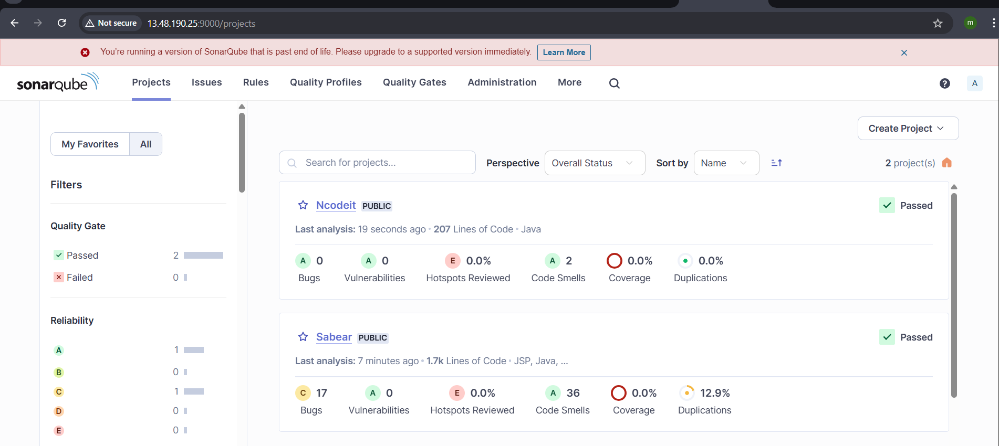 Not secure 13.48.190.25:9000/projects
m
You're running a version of SonarQube that is past end of life. Please upgrade to a supported version immediately. Learn More
sonarqube Projects Issues Rules Quality Profiles Quality Gates Administration More ? A
Create Project
My Favorites All
Search for projects... Perspective Overall Status Sort by Name 2 project(s)
Filters
Quality Gate
Passed 2
Failed 0
Reliability
A 1
B 0
C 1
D 0
E 0
Ncodeit PUBLIC Passed
Last analysis: 19 seconds ago • 207 Lines of Code • Java
A 0 A 0 E 0.0% A 2 0.0% 0.0%
Bugs Vulnerabilities Hotspots Reviewed Code Smells Coverage Duplications
Sabear PUBLIC Passed
Last analysis: 7 minutes ago • 1.7k Lines of Code • JSP, Java, ...
C 17 A 0 E 0.0% A 36 0.0% 12.9%
Bugs Vulnerabilities Hotspots Reviewed Code Smells Coverage Duplications